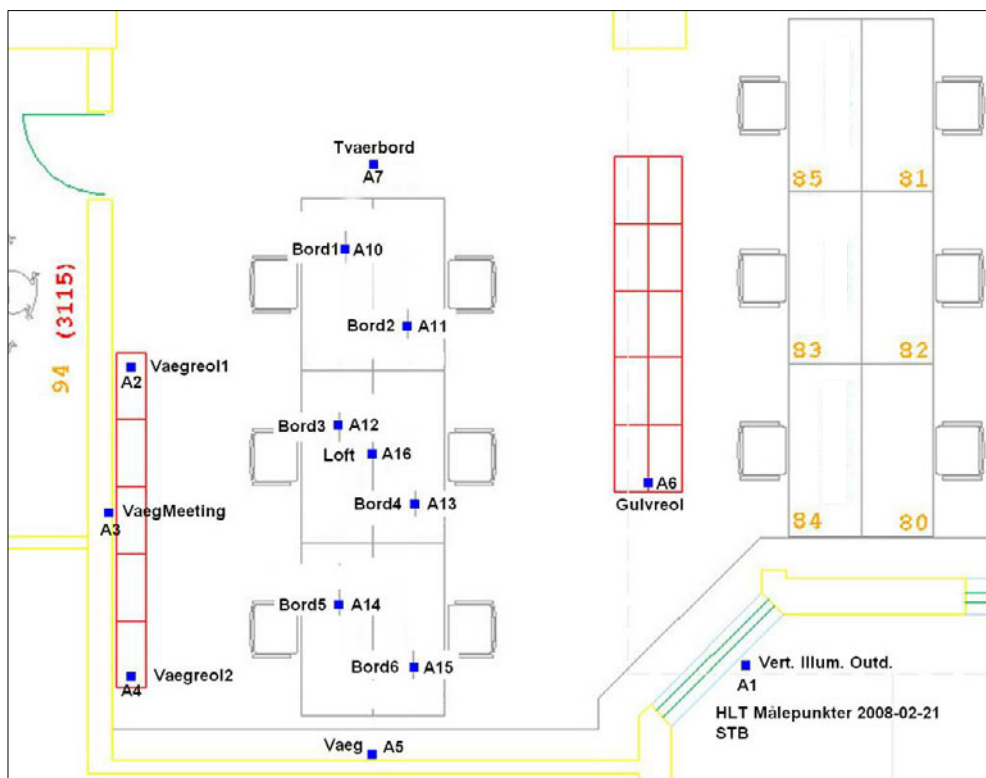 Tvaerbord
A7
85 81
Bord1 A10
94 (3115)
Bord2 A11
83 82
Vaegreol1
A2
Bord3 A12
Loft A16
A6
Bord4 A13
Gulvreol
VaegMeeting
A3
84 80
Bord5 A14
Bord6 A15
Vert. Illum. Outd.
Vaegreol2
A1
A4
HLT Målepunkter 2008-02-21
STB
Vaeg A5